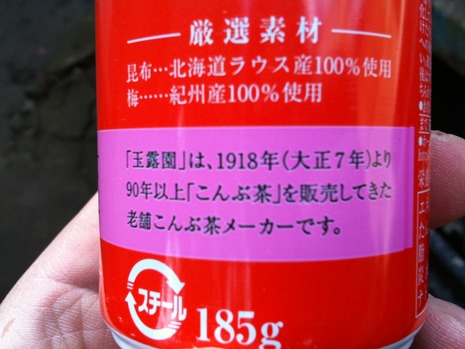 厳選素材
昆布…北海道ラウス産100%使用
梅……紀州産100%使用
「玉露園」は、1918年(大正7年)より
90年以上「こんぶ茶」を販売してきた
老舗こんぶ茶メーカーです。
スチール
185g